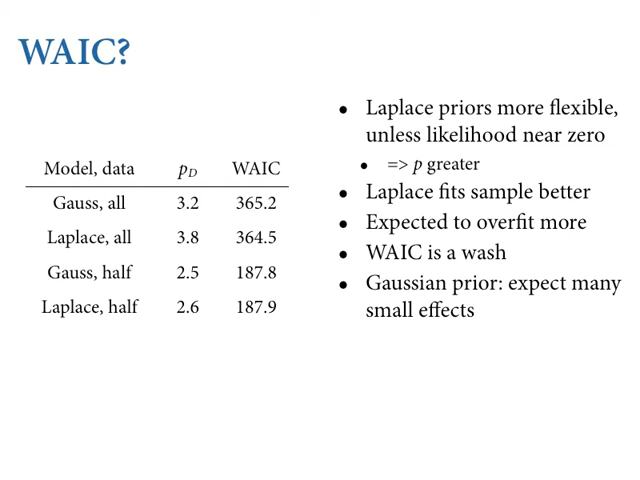 WAIC?
Model, data pD WAIC
Gauss, all 3.2 365.2
Laplace, all 3.8 364.5
Gauss, half 2.5 187.8
Laplace, half 2.6 187.9
• Laplace priors more flexible,
unless likelihood near zero
• => p greater
• Laplace fits sample better
• Expected to overfit more
• WAIC is a wash
• Gaussian prior: expect many
small effects